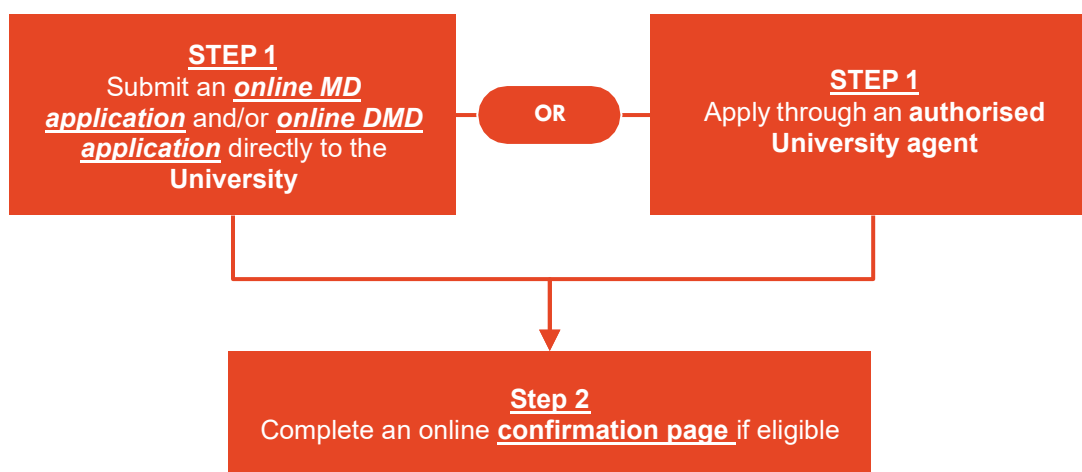 STEP 1
Submit an online MD
application and/or online DMD
application directly to the
University
OR
STEP 1
Apply through an authorised
University agent
Step 2
Complete an online confirmation page if eligible